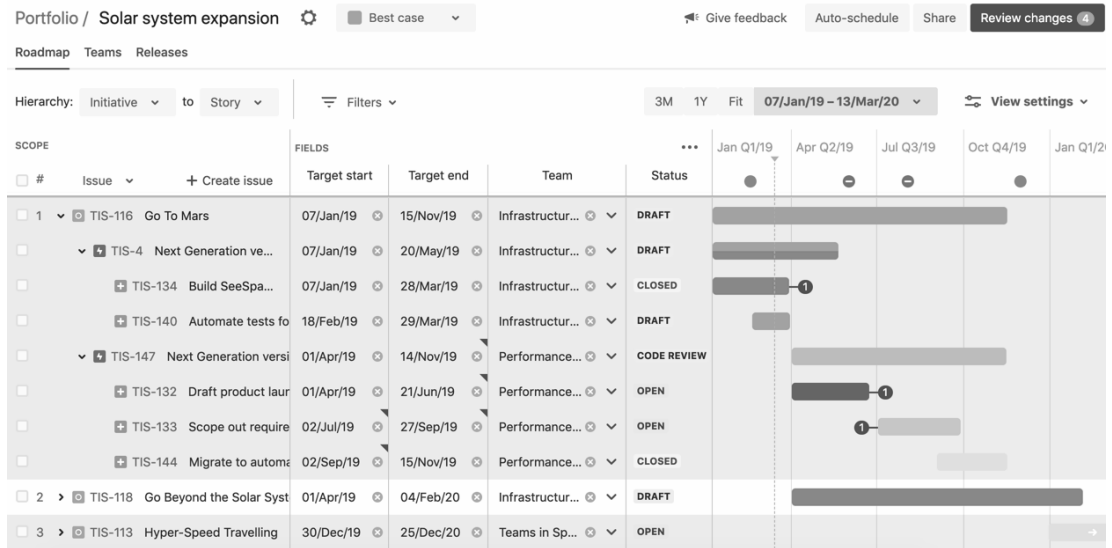 Portfolio / Solar system expansion Best case Give feedback Auto-schedule Share Review changes 4
Roadmap Teams Releases
Hierarchy: Initiative to Story Filters 3M 1Y Fit 07/Jan/19 – 13/Mar/20 View settings
SCOPE FIELDS ••• Jan Q1/19 Apr Q2/19 Jul Q3/19 Oct Q4/19 Jan Q1/20
# Issue + Create issue Target start Target end Team Status
1 TIS-116 Go To Mars 07/Jan/19 15/Nov/19 Infrastructur... DRAFT
TIS-4 Next Generation ve... 07/Jan/19 20/May/19 Infrastructur... DRAFT
TIS-134 Build SeeSpa... 07/Jan/19 28/Mar/19 Infrastructur... CLOSED 1
TIS-140 Automate tests fo 18/Feb/19 29/Mar/19 Infrastructur... DRAFT
TIS-147 Next Generation versi 01/Apr/19 14/Nov/19 Performance... CODE REVIEW
TIS-132 Draft product laur 01/Apr/19 21/Jun/19 Performance... OPEN 1
TIS-133 Scope out require 02/Jul/19 27/Sep/19 Performance... OPEN 1
TIS-144 Migrate to automa 02/Sep/19 15/Nov/19 Performance... CLOSED
2 TIS-118 Go Beyond the Solar Syst 01/Apr/19 04/Feb/20 Infrastructur... DRAFT
3 TIS-113 Hyper-Speed Travelling 30/Dec/19 25/Dec/20 Teams in Sp... OPEN